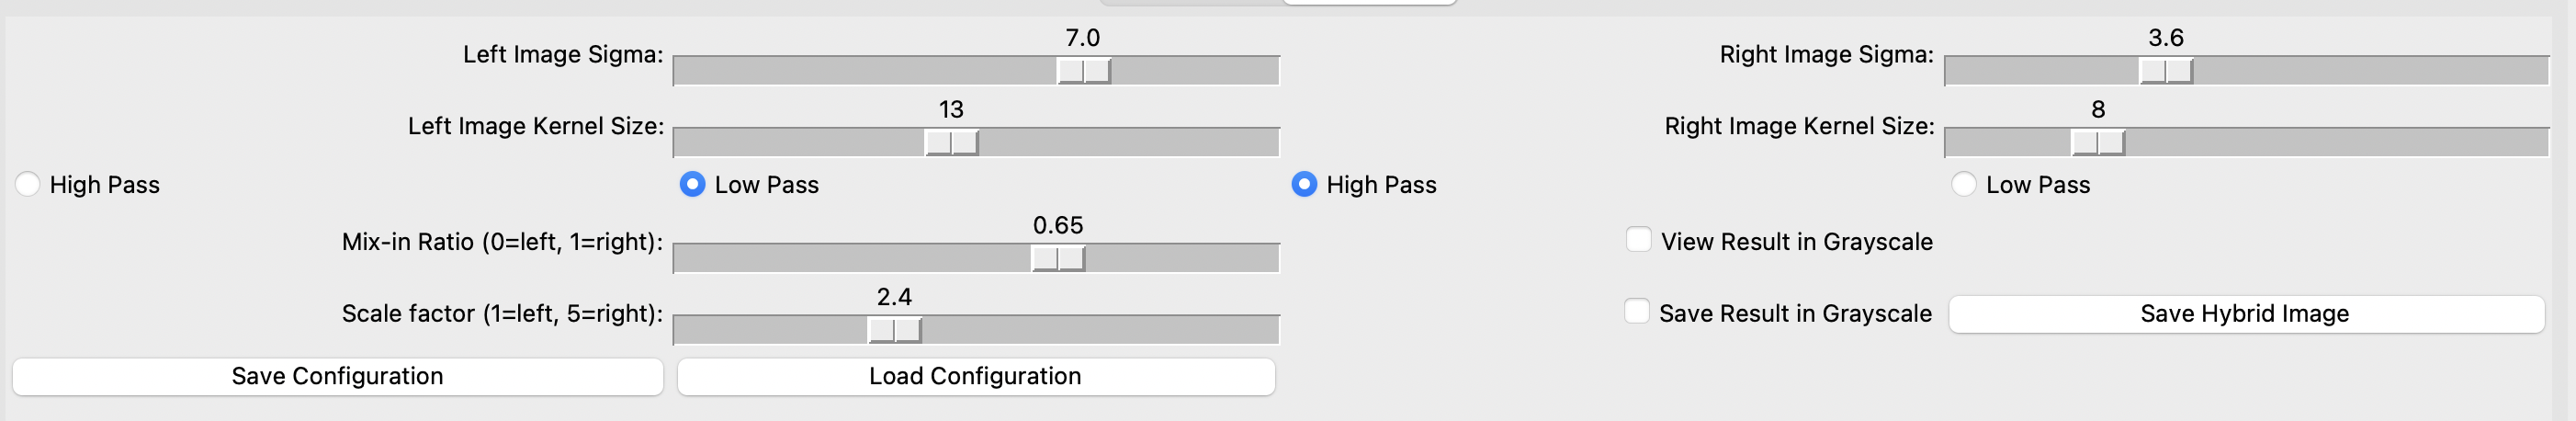 7.0
Left Image Sigma:
3.6
Right Image Sigma:
13
Left Image Kernel Size:
8
Right Image Kernel Size:
High Pass
Low Pass
High Pass
Low Pass
0.65
Mix-in Ratio (0=left, 1=right):
View Result in Grayscale
2.4
Scale factor (1=left, 5=right):
Save Result in Grayscale
Save Hybrid Image
Save Configuration
Load Configuration